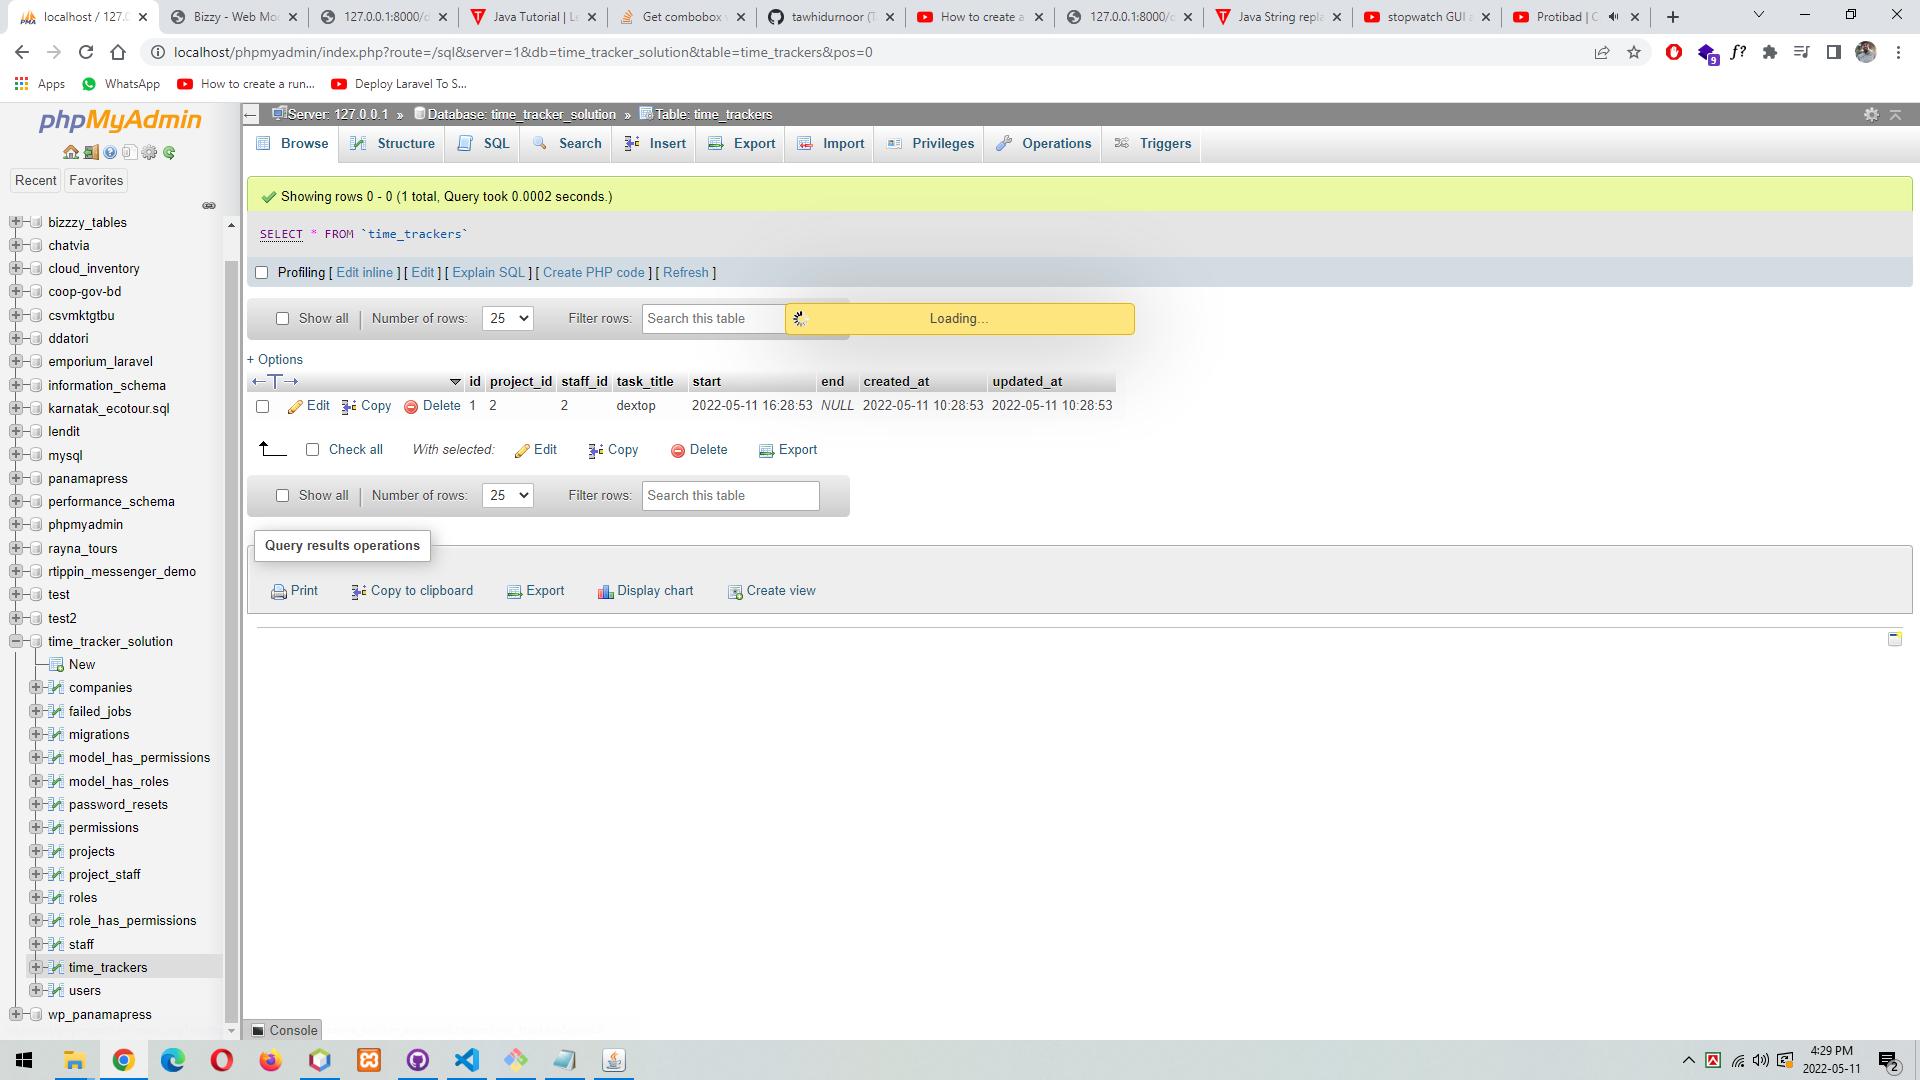 localhost / 127.
Bizzy - Web Mo
127.0.0.1:8000/d
Java Tutorial | Le
Get combobox v
tawhidurnoor (T
How to create a
127.0.0.1:8000/d
Java String repla
stopwatch GUI a
Protibad | C
localhost/phpmyadmin/index.php?route=/sql&server=1&db=time_tracker_solution&table=time_trackers&pos=0
f?
9
Apps
WhatsApp
How to create a run...
Deploy Laravel To S...
phpMyAdmin
Recent
Favorites
bizzzy_tables
chatvia
cloud_inventory
coop-gov-bd
csvmktgtbu
ddatori
emporium_laravel
information_schema
karnatak_ecotour.sql
lendit
mysql
panamapress
performance_schema
phpmyadmin
rayna_tours
rtippin_messenger_demo
test
test2
time_tracker_solution
New
companies
failed_jobs
migrations
model_has_permissions
model_has_roles
password_resets
permissions
projects
project_staff
roles
role_has_permissions
staff
time_trackers
users
wp_panamapress
Server: 127.0.0.1 » Database: time_tracker_solution » Table: time_trackers
Browse Structure SQL Search Insert Export Import Privileges Operations Triggers
Showing rows 0 - 0 (1 total, Query took 0.0002 seconds.)
SELECT * FROM `time_trackers`
Profiling [ Edit inline ] [ Edit ] [ Explain SQL ] [ Create PHP code ] [ Refresh ]
Show all Number of rows: 25 Filter rows: Search this table
Loading…
+ Options
id project_id staff_id task_title start end created_at updated_at
Edit Copy Delete 1 2 2 dextop 2022-05-11 16:28:53 NULL 2022-05-11 10:28:53 2022-05-11 10:28:53
Check all With selected: Edit Copy Delete Export
Show all Number of rows: 25 Filter rows: Search this table
Query results operations
Print Copy to clipboard Export Display chart Create view
Console
4:29 PM
2022-05-11
2